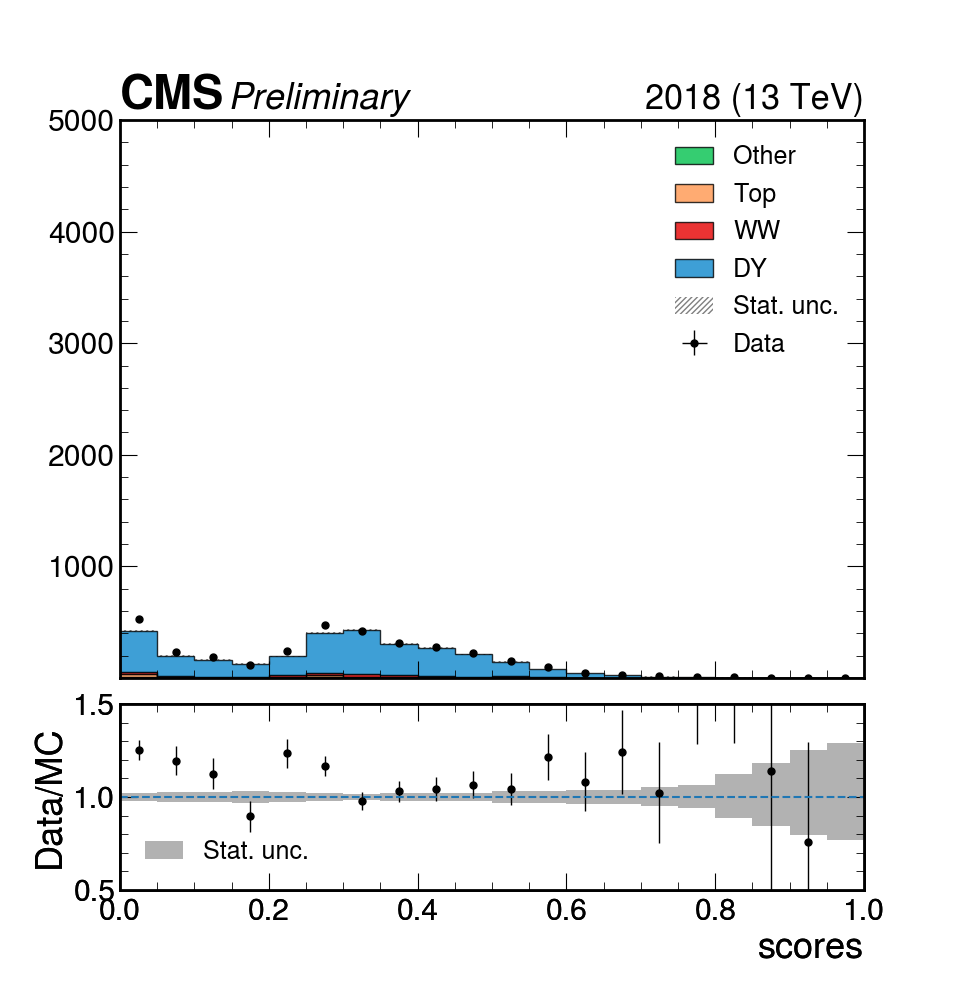 CMS Preliminary 2018 (13 TeV)
5000
4000
3000
2000
1000
Other
Top
WW
DY
Stat. unc.
Data
Data/MC
1.5
1.0
0.5
Stat. unc.
0.0 0.2 0.4 0.6 0.8 1.0
scores